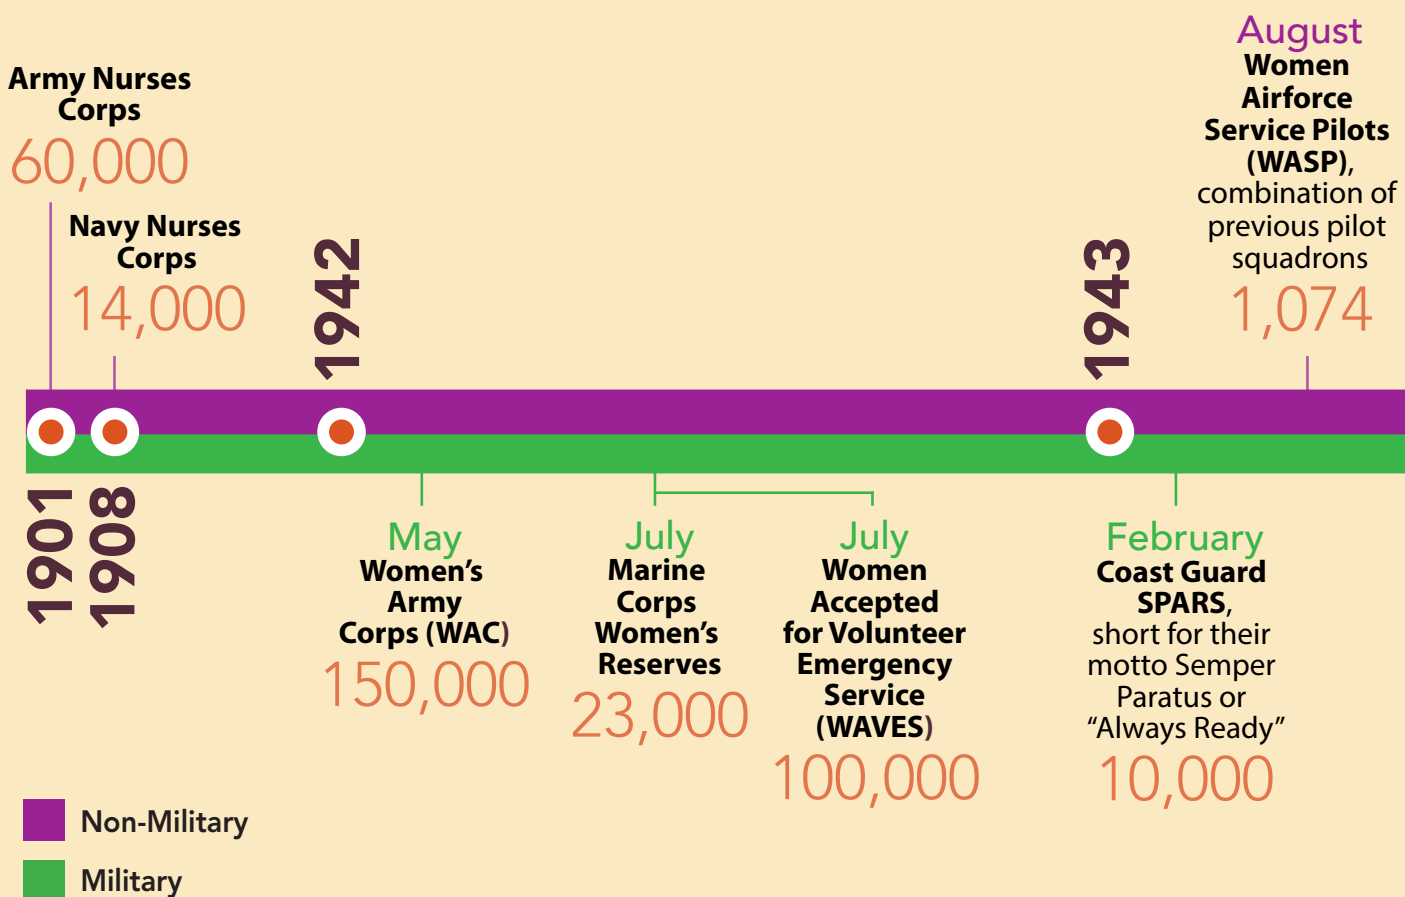 Army Nurses
Corps
60,000
Navy Nurses
Corps
14,000
1901
1908
1942
May
Women’s
Army
Corps (WAC)
150,000
July
Marine
Corps
Women’s
Reserves
23,000
July
Women
Accepted
for Volunteer
Emergency
Service
(WAVES)
100,000
1943
February
Coast Guard
SPARS,
short for their
motto Semper
Paratus or
“Always Ready”
10,000
August
Women
Airforce
Service Pilots
(WASP),
combination of
previous pilot
squadrons
1,074
Non-Military
Military